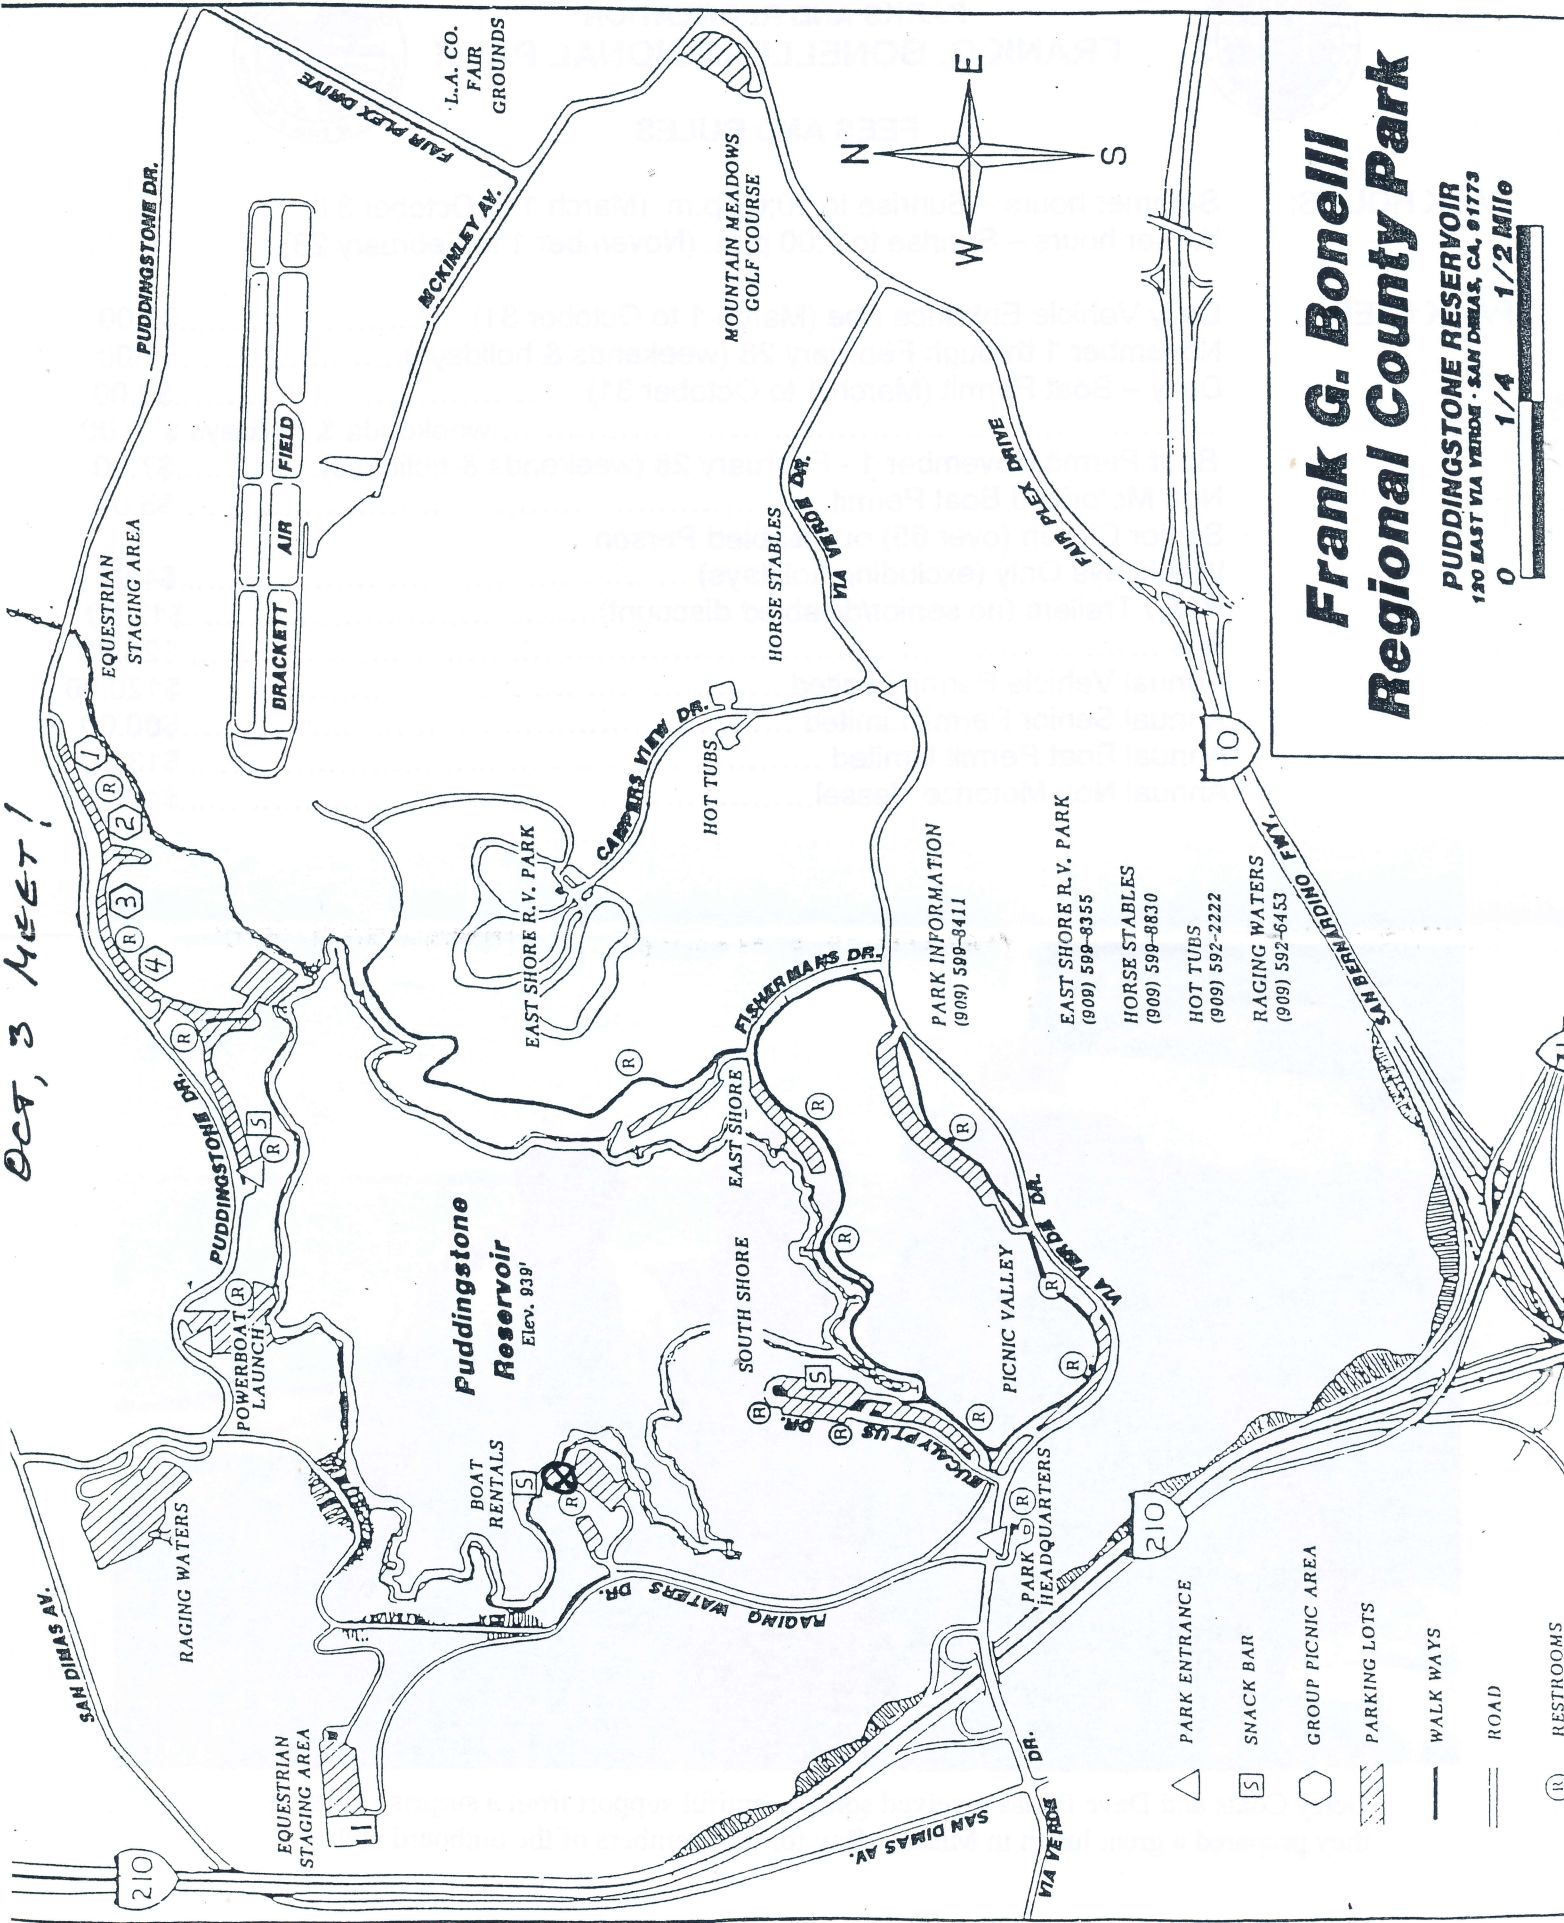 OCT, 3 MEET!
PUDDINGSTONE DR.
FAIR PLEX DRIVE
L.A. CO.
FAIR
GROUNDS
MCKINLEY AV.
EQUESTRIAN
STAGING AREA
BRACKETT AIR FIELD
MOUNTAIN MEADOWS
GOLF COURSE
N
E
S
W
HORSE STABLES
VIA VERDE DR.
FAIR PLEX DRIVE
CAMPERS VIEW DR.
HOT TUBS
EAST SHORE R.V. PARK
1
R
2
3
R
4
R
PUDDINGSTONE DR.
S
R
R
POWERBOAT
LAUNCH
Puddingstone
Reservoir
Elev. 939'
R
FISHERMANS DR.
EAST SHORE
R
R
R
SOUTH SHORE
PICNIC VALLEY
VIA VERDE DR.
R
R
S
R
R
R
EUCALYPTUS DR.
BOAT
RENTALS
S
R
RAGING WATERS
SAN DIMAS AV.
RAGING WATERS DR.
PARK
HEADQUARTERS
R
EQUESTRIAN
STAGING AREA
210
210
SAN DIMAS AV.
VIA VERDE DR.
10
SAN BERNARDINO FWY.
PARK INFORMATION
(909) 599-8411
EAST SHORE R.V. PARK
(909) 599-8355
HORSE STABLES
(909) 599-8830
HOT TUBS
(909) 592-2222
RAGING WATERS
(909) 592-6453
PARK ENTRANCE
S SNACK BAR
GROUP PICNIC AREA
PARKING LOTS
WALK WAYS
ROAD
R RESTROOMS
Frank G. Bonelli
Regional County Park
PUDDINGSTONE RESERVOIR
120 EAST VIA VERDE · SAN DIMAS, CA, 91773
0 1/4 1/2 Mile